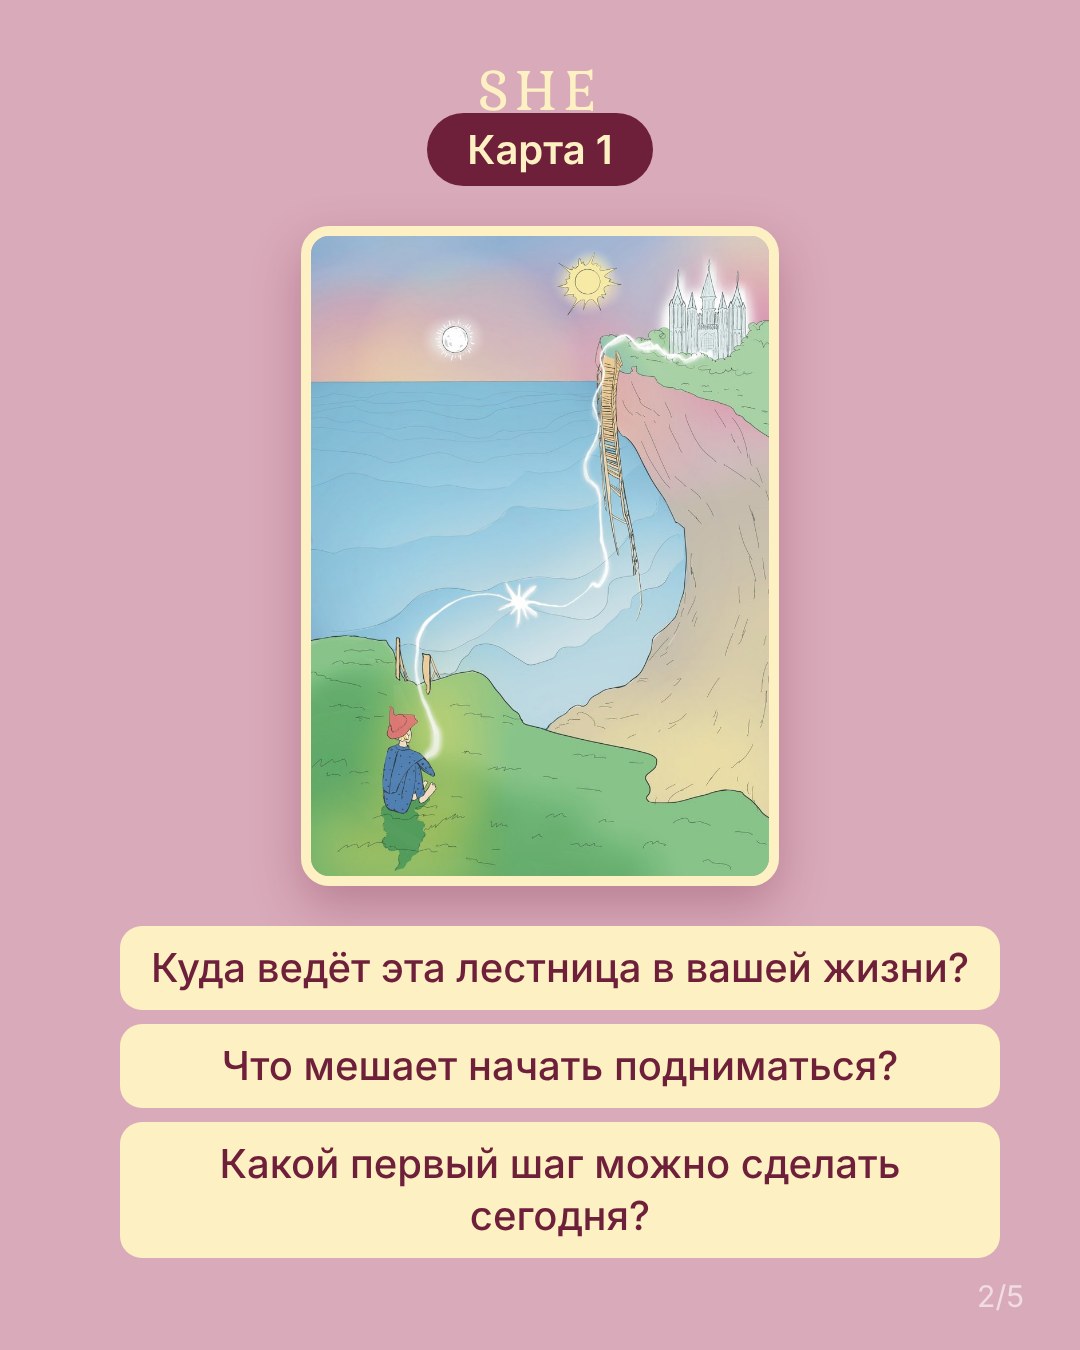 SHE
Карта 1
Куда ведёт эта лестница в вашей жизни?
Что мешает начать подниматься?
Какой первый шаг можно сделать
сегодня?
2/5